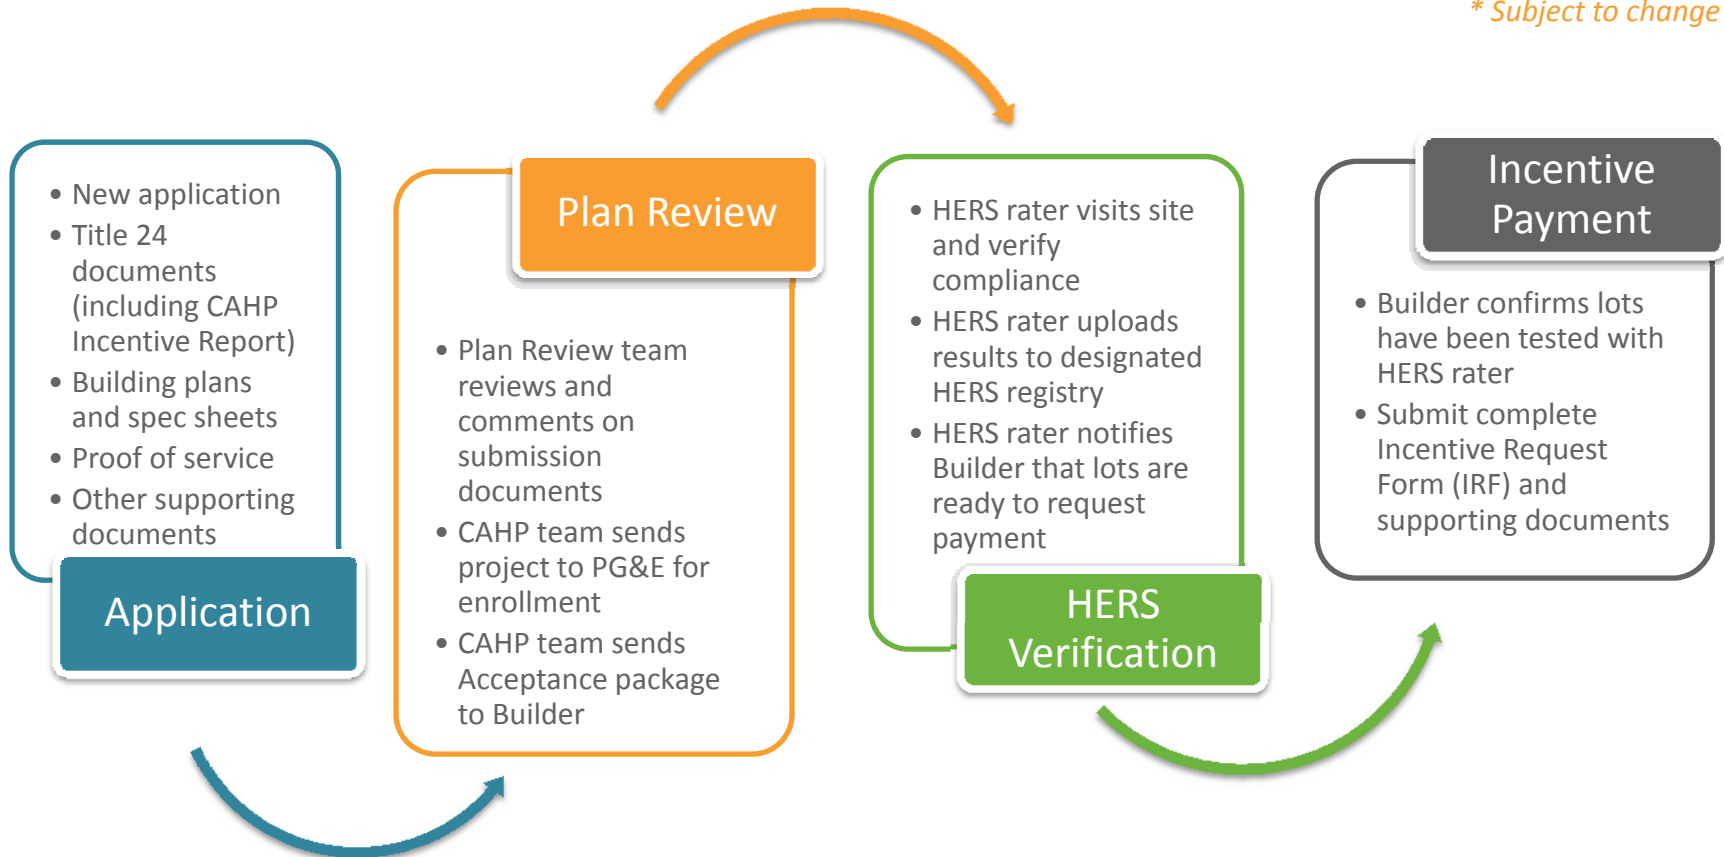 * Subject to change
• New application
• Title 24
documents
(including CAHP
Incentive Report)
• Building plans
and spec sheets
• Proof of service
• Other supporting
documents
Application
Plan Review
• Plan Review team
reviews and
comments on
submission
documents
• CAHP team sends
project to PG&E for
enrollment
• CAHP team sends
Acceptance package
to Builder
• HERS rater visits site
and verify
compliance
• HERS rater uploads
results to designated
HERS registry
• HERS rater notifies
Builder that lots are
ready to request
payment
HERS
Verification
Incentive
Payment
• Builder confirms lots
have been tested with
HERS rater
• Submit complete
Incentive Request
Form (IRF) and
supporting documents